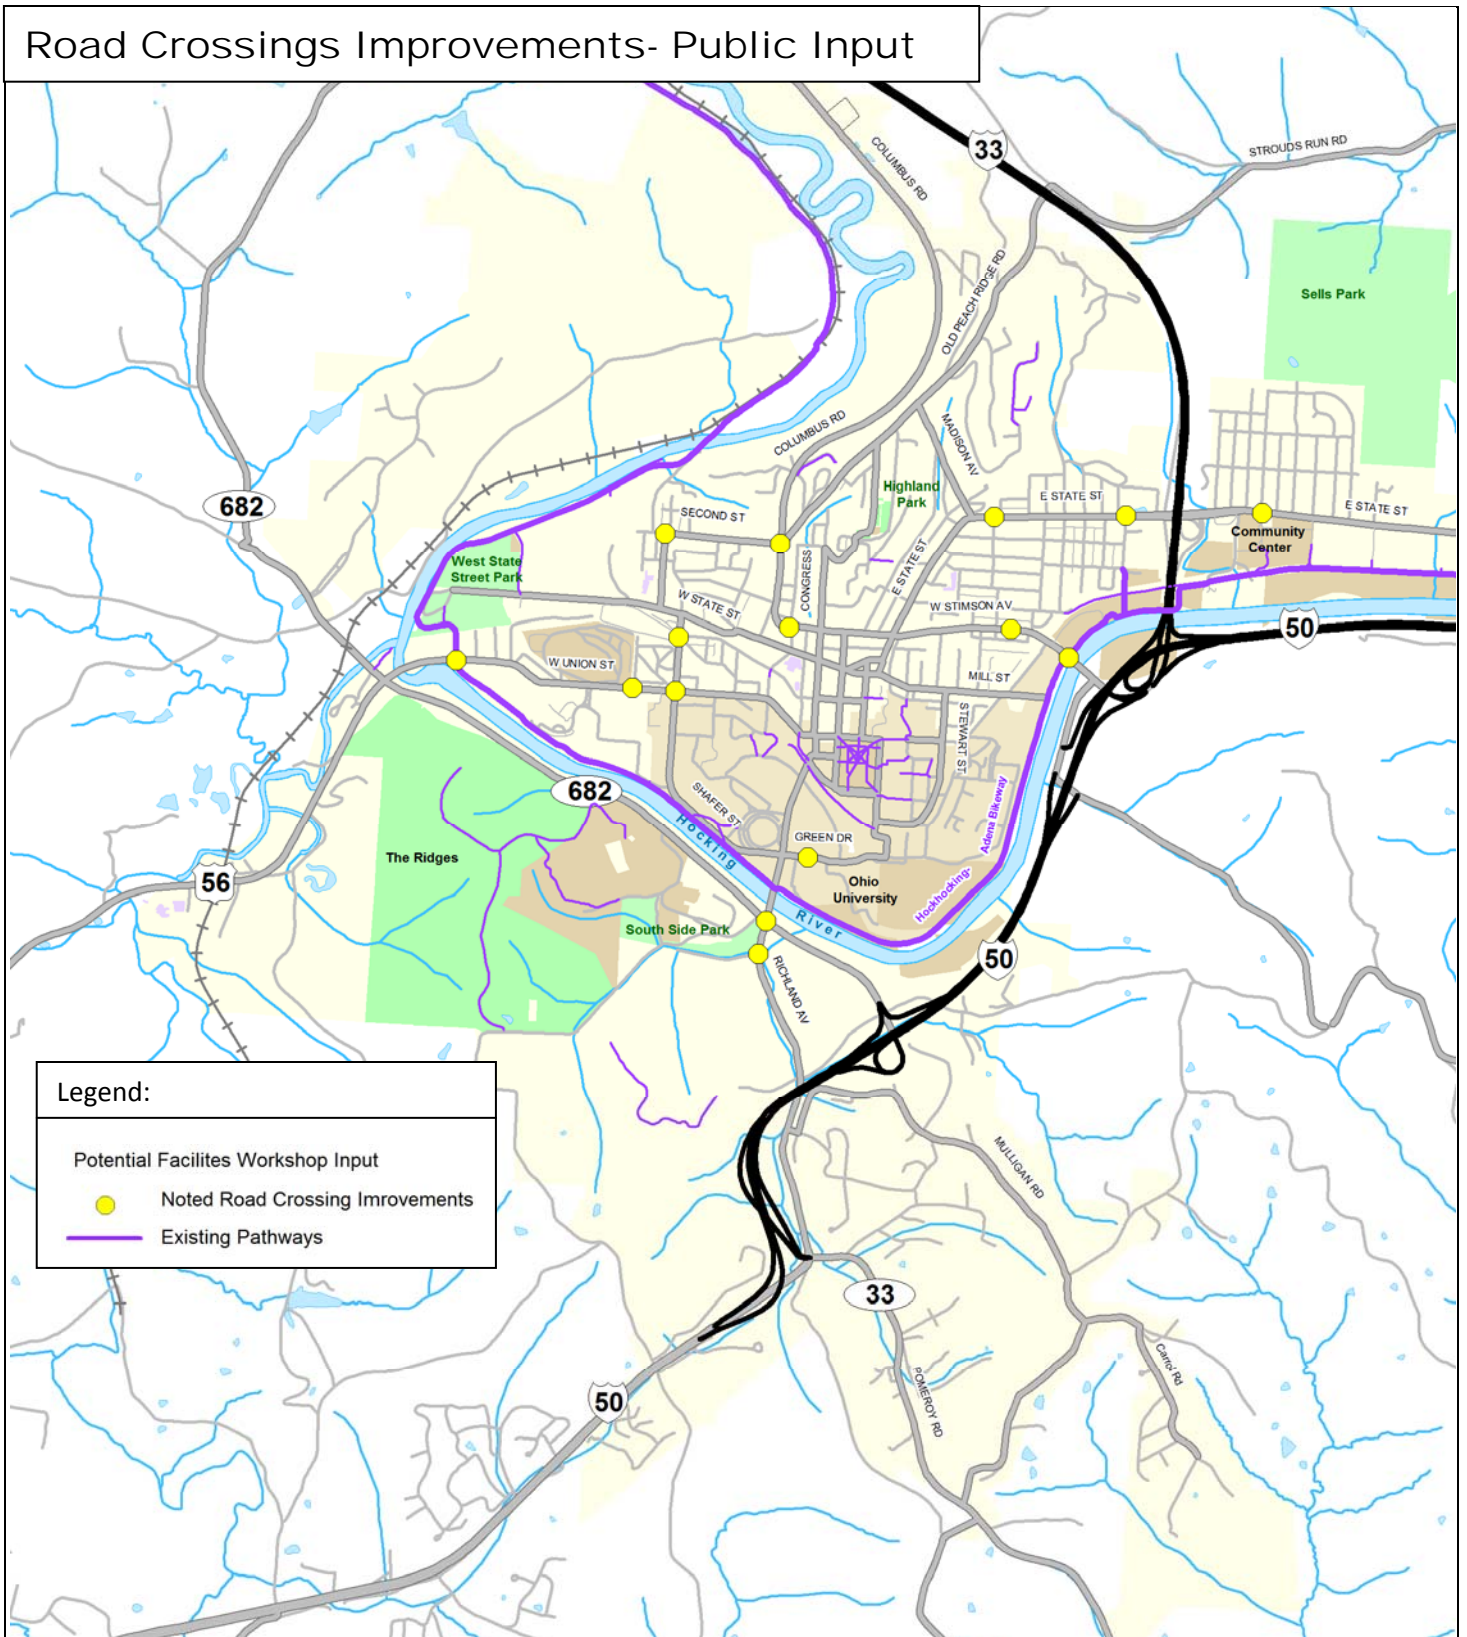 Road Crossings Improvements- Public Input
33
COLUMBUS RD
STROUDS RUN RD
OLD PEACH RIDGE RD
Sells Park
COLUMBUS RD
MADISON AV
682
Highland
Park
E STATE ST
E STATE ST
SECOND ST
Community
Center
West State
Street Park
CONGRESS
E STATE ST
W STATE ST
W STIMSON AV
50
W UNION ST
MILL ST
STEWART ST
682
SHAFER ST
Hocking
River
GREEN DR
Adena Bikeway
Hockhocking-
The Ridges
56
Ohio
University
South Side Park
RICHLAND AV
50
Legend:
Potential Facilites Workshop Input
Noted Road Crossing Imrovements
Existing Pathways
MULLIGAN RD
33
POMEROY RD
Carrol Rd
50